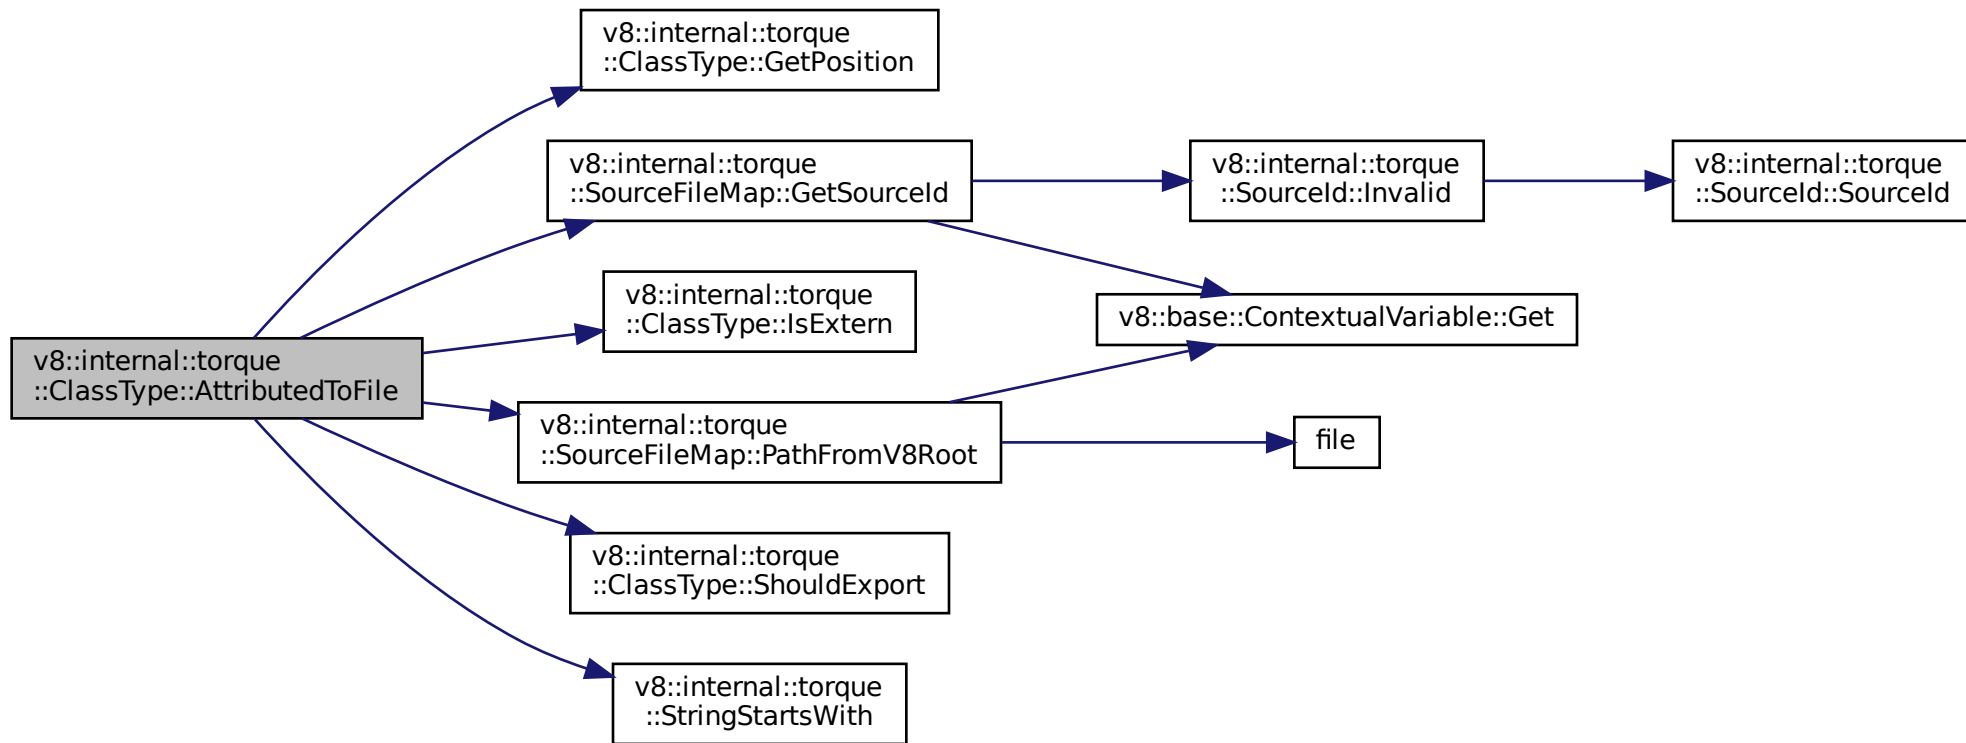 v8::internal::torque
::ClassType::GetPosition
v8::internal::torque
::SourceFileMap::GetSourceId
v8::internal::torque
::SourceId::Invalid
v8::internal::torque
::SourceId::SourceId
v8::internal::torque
::ClassType::IsExtern
v8::base::ContextualVariable::Get
v8::internal::torque
::ClassType::AttributedToFile
v8::internal::torque
::SourceFileMap::PathFromV8Root
file
v8::internal::torque
::ClassType::ShouldExport
v8::internal::torque
::StringStartsWith